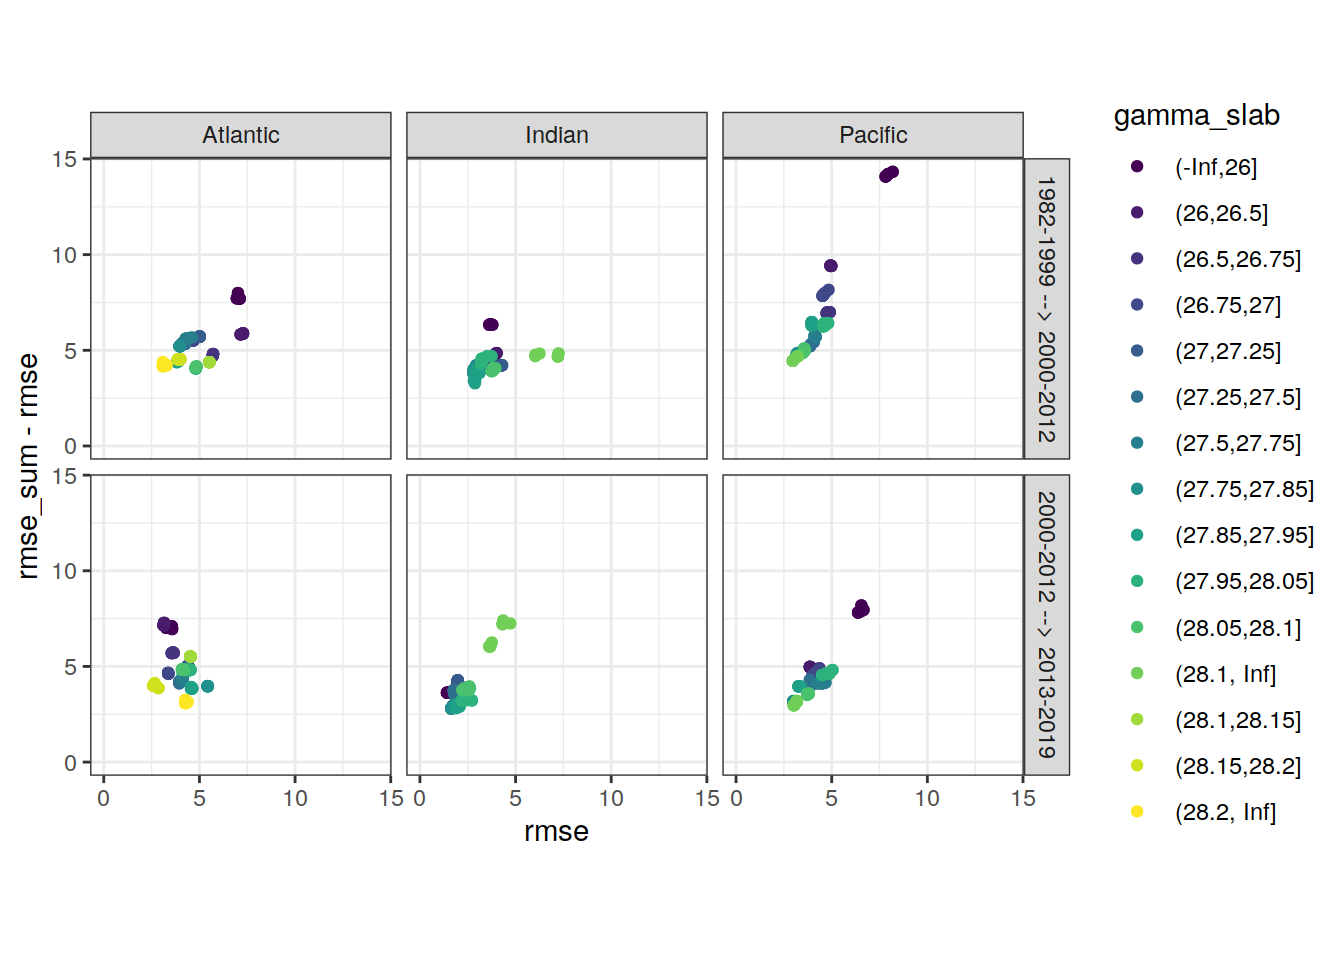 Atlantic
Indian
Pacific
15
10
5
0
1982-1999 --> 2000-2012
15
10
5
0
2000-2012 --> 2013-2019
0
5
10
15
0
5
10
15
0
5
10
15
rmse
rmse_sum - rmse
gamma_slab
(-Inf,26]
(26,26.5]
(26.5,26.75]
(26.75,27]
(27,27.25]
(27.25,27.5]
(27.5,27.75]
(27.75,27.85]
(27.85,27.95]
(27.95,28.05]
(28.05,28.1]
(28.1, Inf]
(28.1,28.15]
(28.15,28.2]
(28.2, Inf]